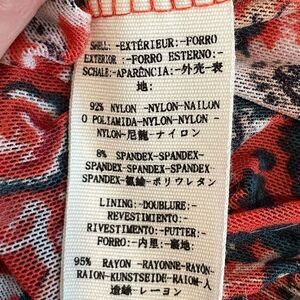 SHELL:-EXTÉRIEUR:-FORRO
EXTERIOR :-FORRO ESTERNO:-
SCHALE:-APARÊNCIA:-外壳-表
地:
92% NYLON -NYLON-NAILON
O POLIAMIDA-NYLON-NYLON -
NYLON-尼龍-ナイロン
8% SPANDEX-SPANDEX-
SPANDEX-SPANDEX-SPANDEX-
SPANDEX-氨綸-ポリウレタン
LINING:-DOUBLURE:-
REVESTIMIENTO:-
RIVESTIMENTO:-FUTTER:-
FORRO:-内里:-裏地:
95% RAYON -RAYONNE-RAYÓN-
RAION-KUNSTSEIDE-RAIOM-人
造絲-レーヨン